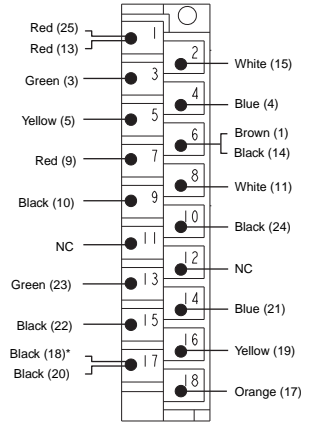 Red (25)
Red (13)
1
2
White (15)
Green (3)
3
4
Blue (4)
Yellow (5)
5
6
Brown (1)
Black (14)
Red (9)
7
8
White (11)
Black (10)
9
10
Black (24)
NC
11
12
NC
Green (23)
13
14
Blue (21)
Black (22)
15
16
Yellow (19)
Black (18)*
Black (20)
17
18
Orange (17)